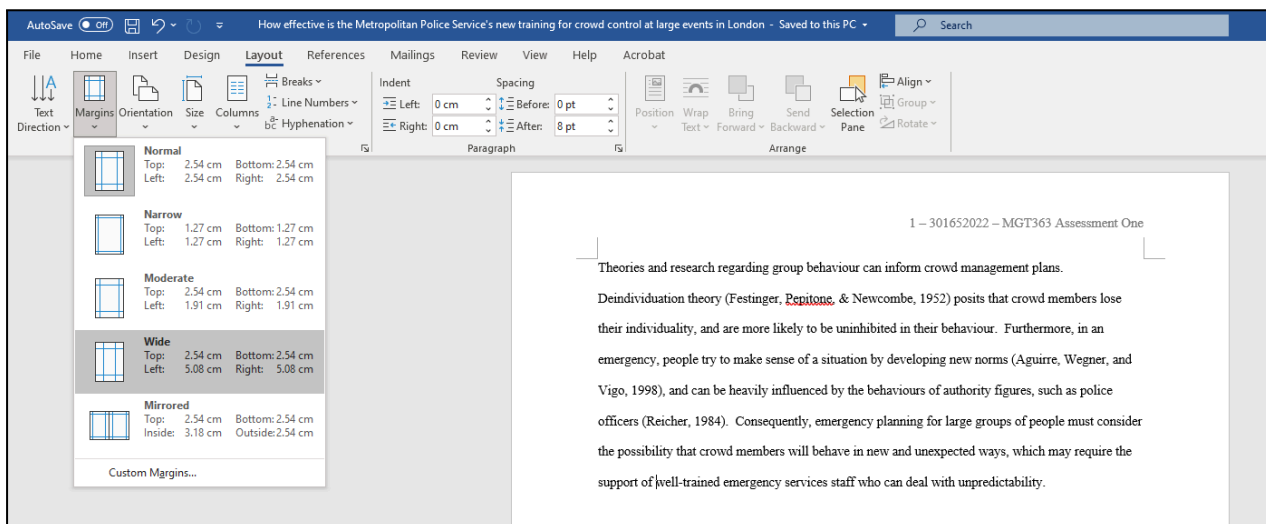 AutoSave Off How effective is the Metropolitan Police Service's new training for crowd control at large events in London - Saved to this PC Search
File Home Insert Design Layout References Mailings Review View Help Acrobat
Text Direction
Margins
Orientation
Size
Columns
Breaks
Line Numbers
Hyphenation
Indent
Left: 0 cm
Right: 0 cm
Spacing
Before: 0 pt
After: 8 pt
Paragraph
Position
Wrap Text
Bring Forward
Send Backward
Selection Pane
Align
Group
Rotate
Arrange
Normal
Top: 2.54 cm Bottom: 2.54 cm
Left: 2.54 cm Right: 2.54 cm
Narrow
Top: 1.27 cm Bottom: 1.27 cm
Left: 1.27 cm Right: 1.27 cm
Moderate
Top: 2.54 cm Bottom: 2.54 cm
Left: 1.91 cm Right: 1.91 cm
Wide
Top: 2.54 cm Bottom: 2.54 cm
Left: 5.08 cm Right: 5.08 cm
Mirrored
Top: 2.54 cm Bottom: 2.54 cm
Inside: 3.18 cm Outside: 2.54 cm
Custom Margins...
1 – 301652022 – MGT363 Assessment One
Theories and research regarding group behaviour can inform crowd management plans.
Deindividuation theory (Festinger, Pepitone, & Newcombe, 1952) posits that crowd members lose
their individuality, and are more likely to be uninhibited in their behaviour. Furthermore, in an
emergency, people try to make sense of a situation by developing new norms (Aguirre, Wegner, and
Vigo, 1998), and can be heavily influenced by the behaviours of authority figures, such as police
officers (Reicher, 1984). Consequently, emergency planning for large groups of people must consider
the possibility that crowd members will behave in new and unexpected ways, which may require the
support of well-trained emergency services staff who can deal with unpredictability.